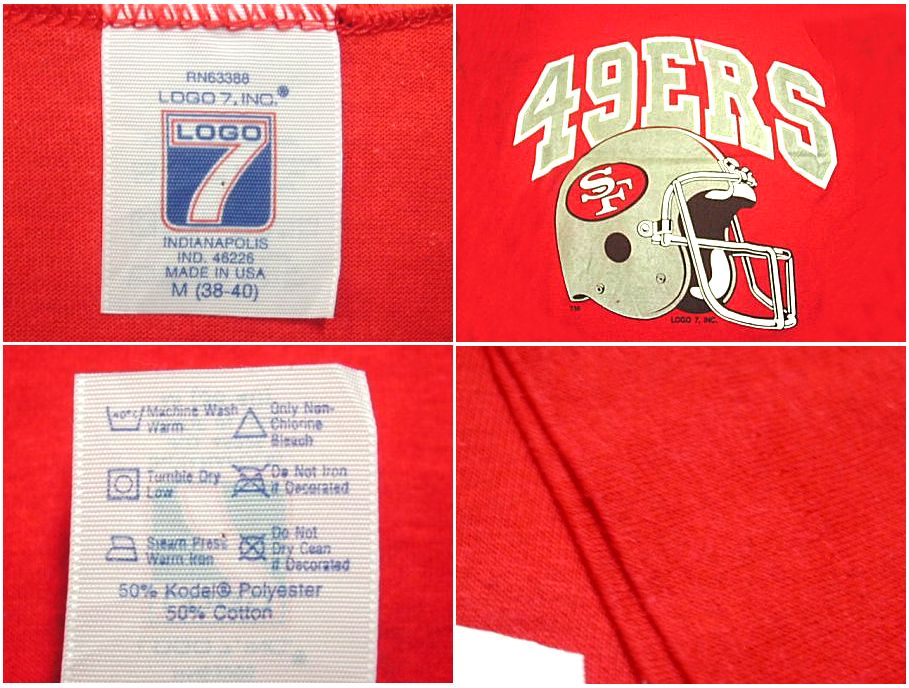 RN63388
LOGO 7, INC.®
LOGO
7
INDIANAPOLIS
IND. 46226
MADE IN USA
M (38-40)
49ERS
SF
LOGO 7, INC.
Machine Wash
Warm
Only Non-
Chlorine
Bleach
Tumble Dry
Low
Do Not Iron
if Decorated
Steam Press
Warm Iron
Do Not
Dry Clean
if Decorated
50% Kodel® Polyester
50% Cotton